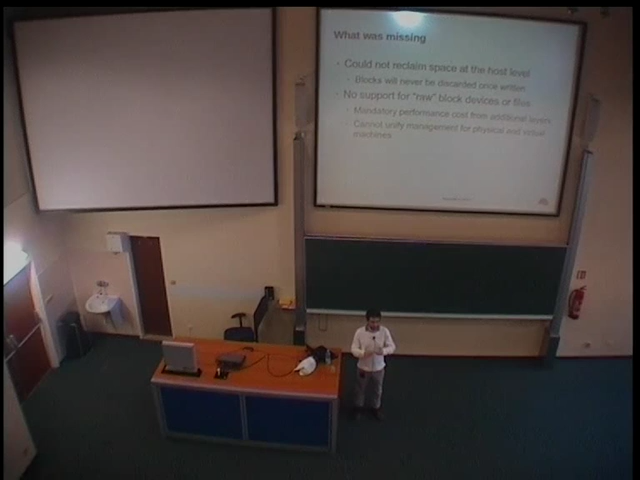 What was missing
· Could not reclaim space at the host level
· Blocks will never be discarded once written
· No support for "raw" block devices or files
· Mandatory performance cost from additional layers
Cannot unify management for physical and virtual
machines